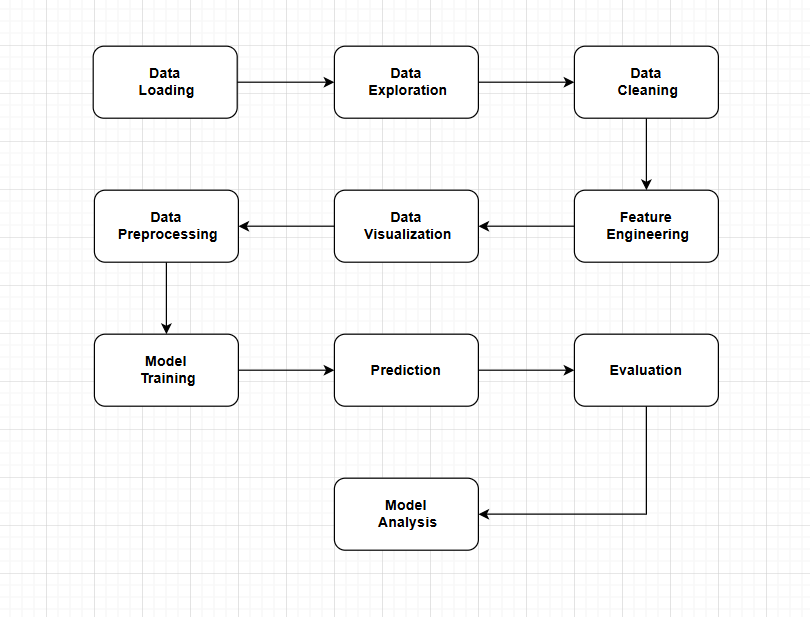 Data
Loading
Data
Exploration
Data
Cleaning
Data
Preprocessing
Data
Visualization
Feature
Engineering
Model
Training
Prediction
Evaluation
Model
Analysis